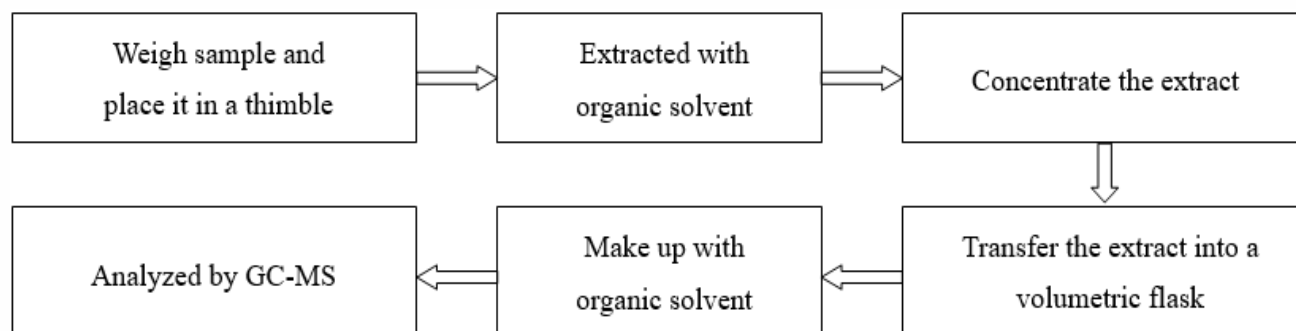 Weigh sample and
place it in a thimble
Extracted with
organic solvent
Concentrate the extract
Transfer the extract into a
volumetric flask
Make up with
organic solvent
Analyzed by GC-MS